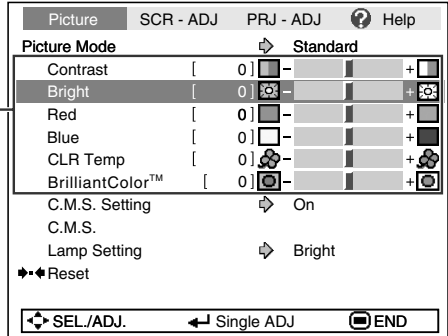 Picture SCR - ADJ PRJ - ADJ ? Help
Picture Mode Standard
Contrast [ 0 ] - +
Bright [ 0 ] - +
Red [ 0 ] - +
Blue [ 0 ] - +
CLR Temp [ 0 ] - +
BrilliantColor™ [ 0 ] - +
C.M.S. Setting On
C.M.S.
Lamp Setting Bright
Reset
SEL./ADJ. Single ADJ END